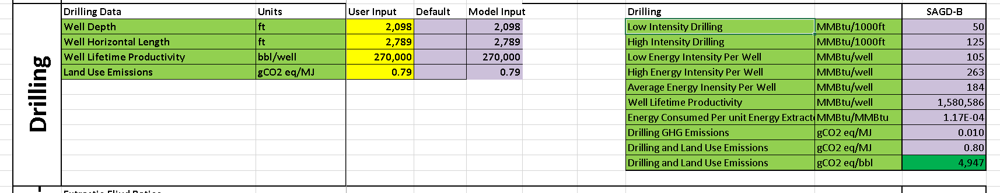 Drilling
Drilling Data Units User Input Default Model Input
Well Depth ft 2,098 2,098
Well Horizontal Length ft 2,789 2,789
Well Lifetime Productivity bbl/well 270,000 270,000
Land Use Emissions gCO2 eq/MJ 0.79 0.79
Drilling SAGD-B
Low Intensity Drilling MMBtu/1000ft 50
High Intensity Drilling MMBtu/1000ft 125
Low Energy Intensity Per Well MMBtu/well 105
High Energy Intensity Per Well MMBtu/well 263
Average Energy Inensity Per Well MMBtu/well 184
Well Lifetime Productivity MMBtu/well 1,580,586
Energy Consumed Per unit Energy Extract MMBtu/MMBtu 1.17E-04
Drilling GHG Emissions gCO2 eq/MJ 0.010
Drilling and Land Use Emissions gCO2 eq/MJ 0.80
Drilling and Land Use Emissions gCO2 eq/bbl 4,947